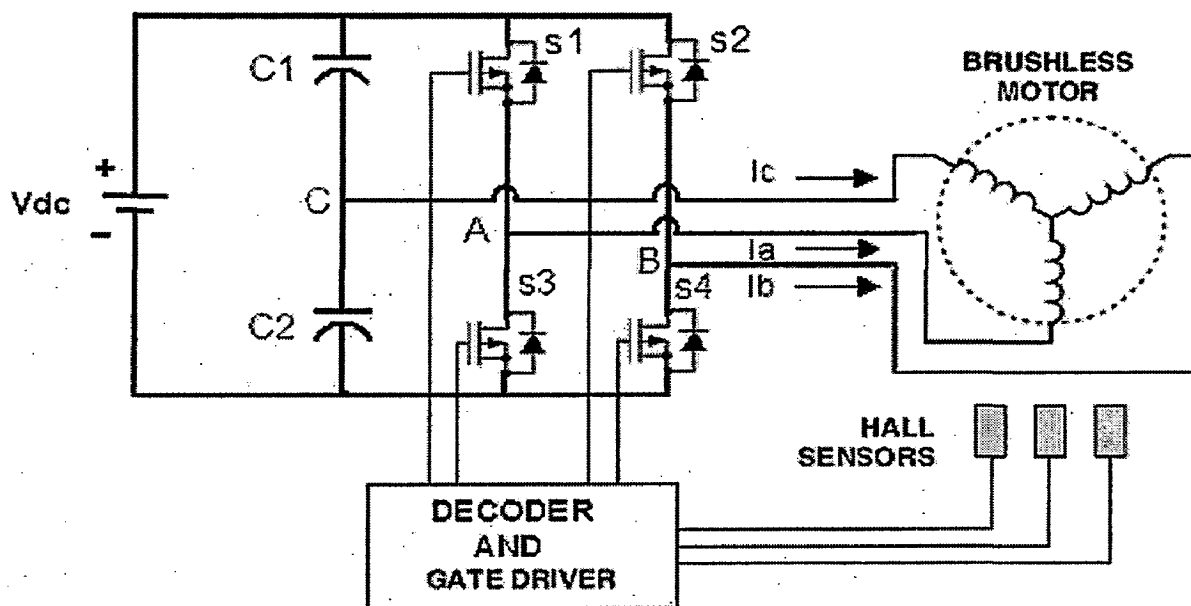 s1
s2
C1
BRUSHLESS
MOTOR
+
Vdc
-
C
Ic
A
Ia
B
Ib
s3
s4
C2
HALL
SENSORS
DECODER
AND
GATE DRIVER